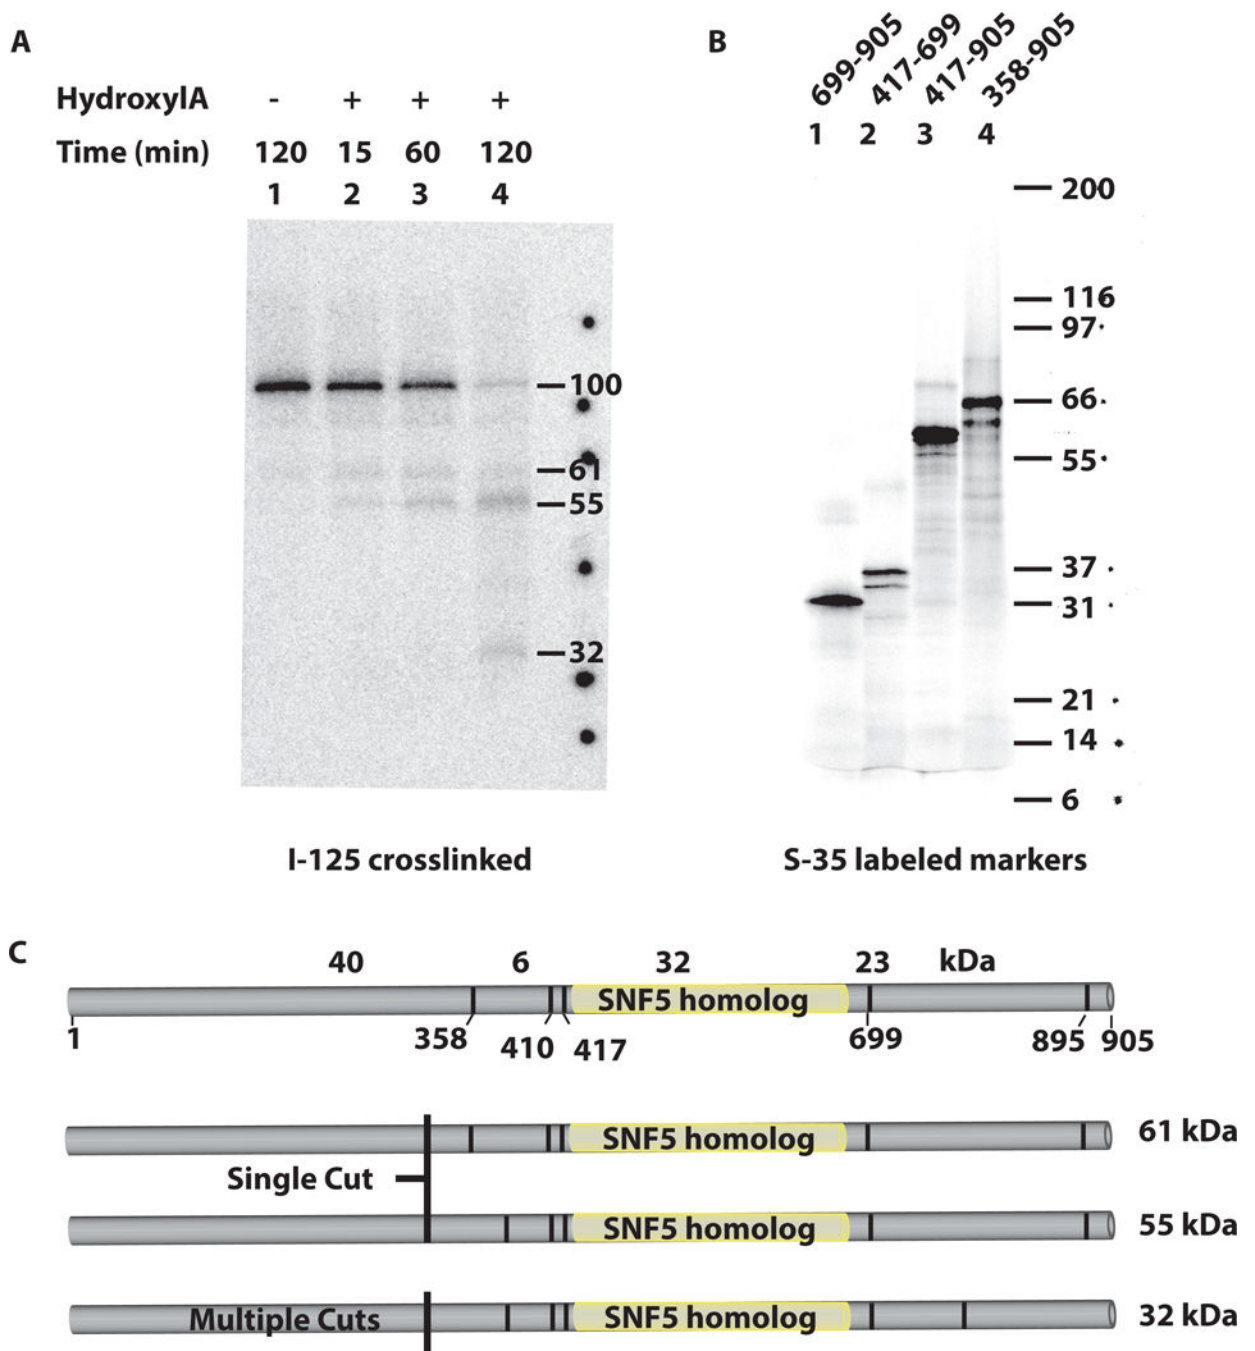 A
HydroxylA - + + +
Time (min) 120 15 60 120
1 2 3 4
100
61
55
32
I-125 crosslinked
B
699-905
417-699
417-905
358-905
1 2 3 4
200
116
97
66
55
37
31
21
14
6
S-35 labeled markers
C
40 6 32 23 kDa
SNF5 homolog
1 358 410 417 699 895 905
SNF5 homolog 61 kDa
Single Cut
SNF5 homolog 55 kDa
Multiple Cuts SNF5 homolog 32 kDa